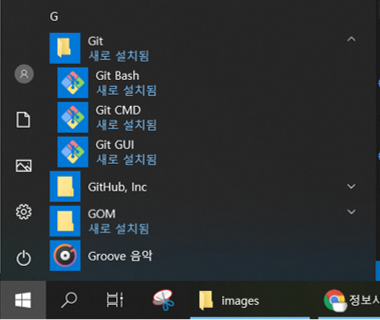 G
Git
새로 설치됨
Git Bash
새로 설치됨
Git CMD
새로 설치됨
Git GUI
새로 설치됨
GitHub, Inc
GOM
새로 설치됨
Groove 음악
images
정보시